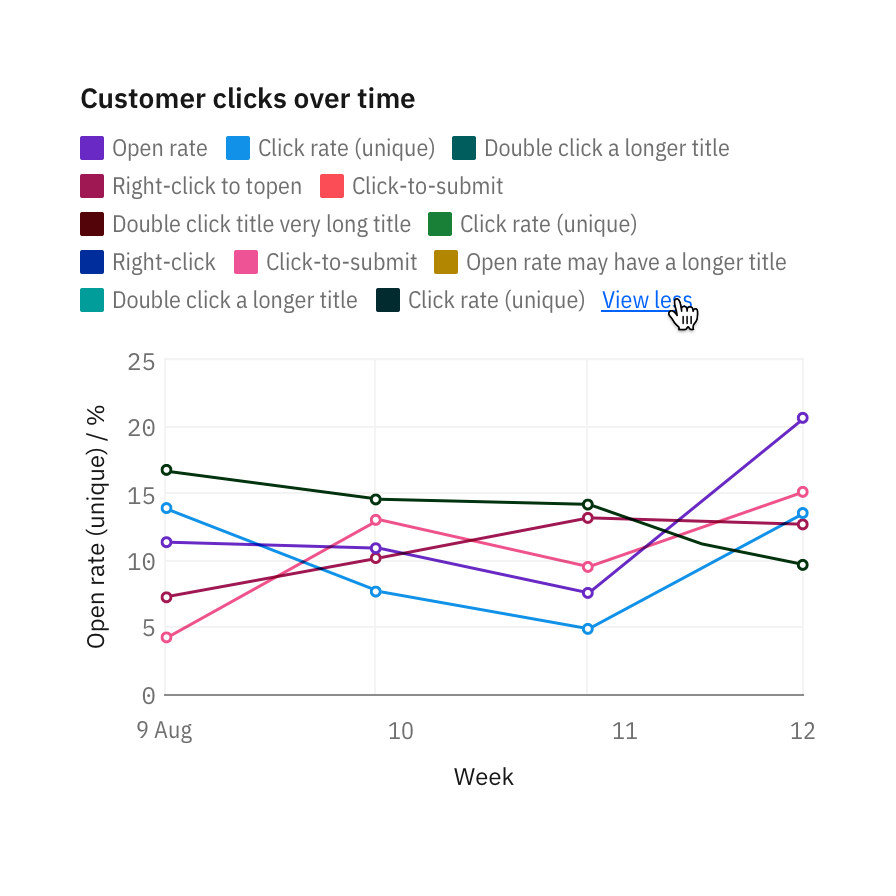 Customer clicks over time
Open rate Click rate (unique) Double click a longer title
Right-click to topen Click-to-submit
Double click title very long title Click rate (unique)
Right-click Click-to-submit Open rate may have a longer title
Double click a longer title Click rate (unique) View less
Open rate (unique) / %
25
20
15
10
5
0
9 Aug 10 11 12
Week